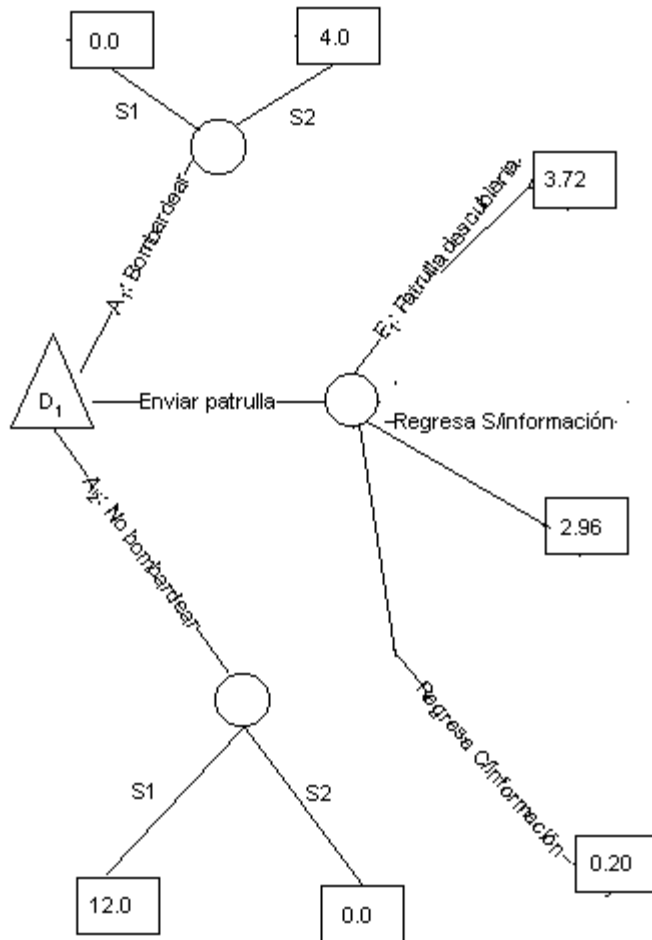 0.0
4.0
S1
S2
A1: Bombardear
E1: Patrulla descubierta
3.72
D1
Enviar patrulla
Regresa S/información
A2: No bombardear
2.96
Regresa C/información
S1
S2
12.0
0.0
0.20